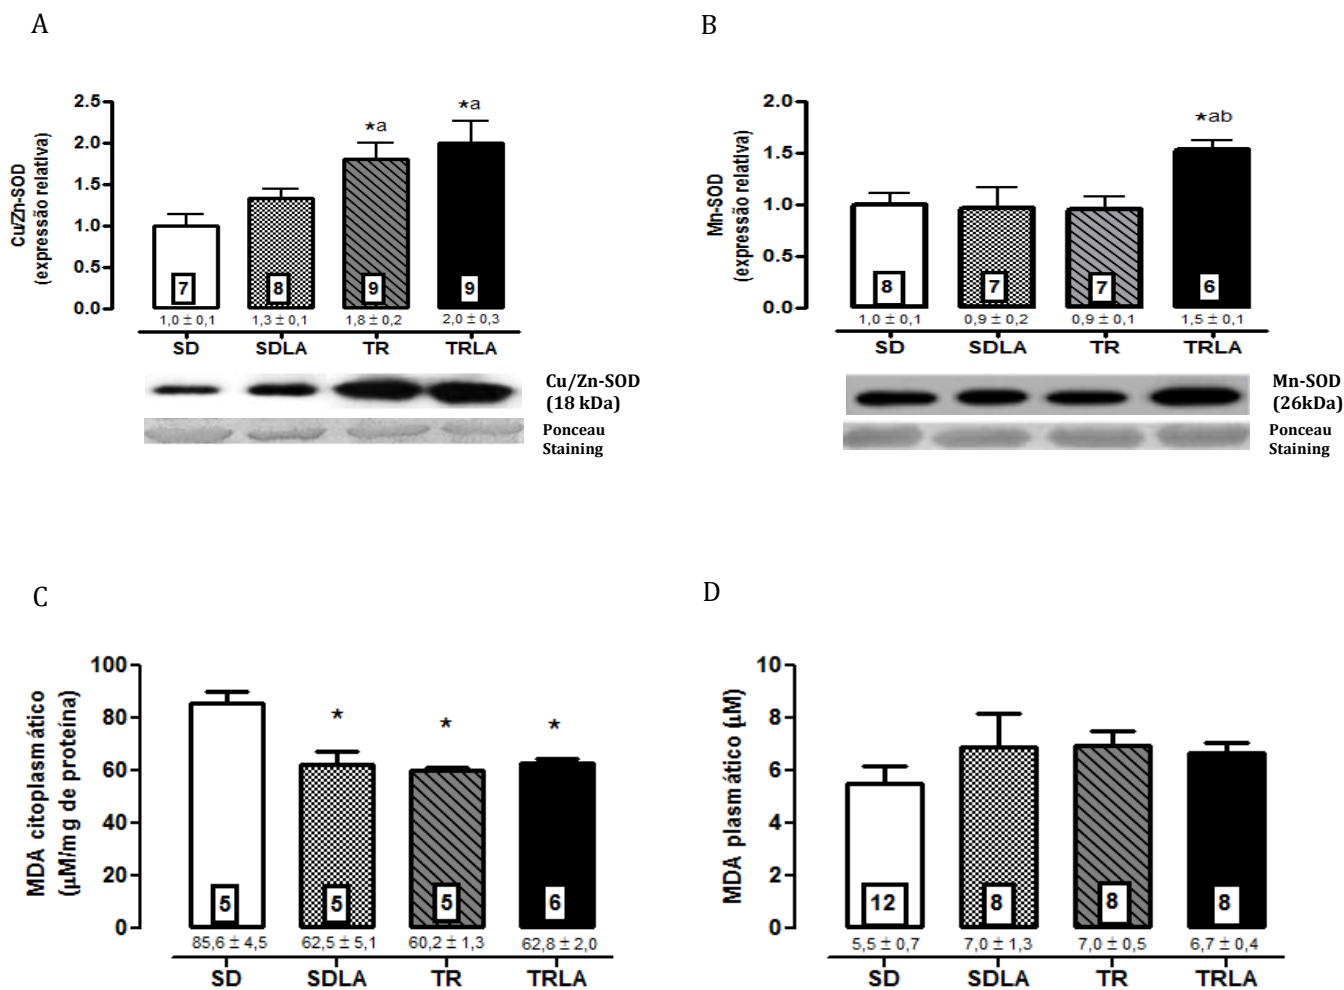 A
Cu/Zn-SOD
(expressão relativa)
2.5
2.0
1.5
1.0
0.5
0.0
*a
*a
7
8
9
9
1,0 ± 0,1
1,3 ± 0,1
1,8 ± 0,2
2,0 ± 0,3
SD
SDLA
TR
TRLA
Cu/Zn-SOD
(18 kDa)
Ponceau
Staining
B
Mn-SOD
(expressão relativa)
2.0
1.5
1.0
0.5
0.0
*ab
8
7
7
6
1,0 ± 0,1
0,9 ± 0,2
0,9 ± 0,1
1,5 ± 0,1
SD
SDLA
TR
TRLA
Mn-SOD
(26kDa)
Ponceau
Staining
C
MDA citoplasmático
(µM/mg de proteína)
100
80
60
40
20
0
*
*
*
5
5
5
6
85,6 ± 4,5
62,5 ± 5,1
60,2 ± 1,3
62,8 ± 2,0
SD
SDLA
TR
TRLA
D
MDA plasmático (µM)
10
8
6
4
2
0
12
8
8
8
5,5 ± 0,7
7,0 ± 1,3
7,0 ± 0,5
6,7 ± 0,4
SD
SDLA
TR
TRLA